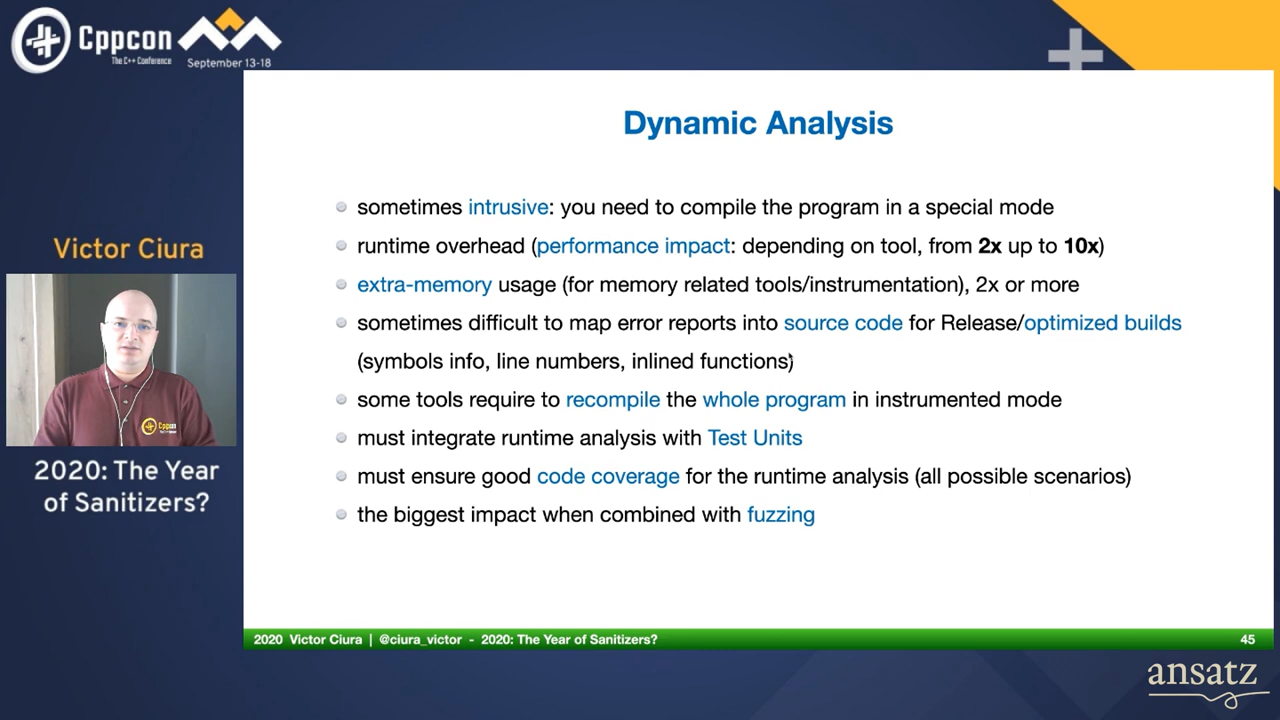 Cppcon
The C++ Conference
September 13-18
Victor Ciura
2020: The Year
of Sanitizers?
Dynamic Analysis
sometimes intrusive: you need to compile the program in a special mode
runtime overhead (performance impact: depending on tool, from 2x up to 10x)
extra-memory usage (for memory related tools/instrumentation), 2x or more
sometimes difficult to map error reports into source code for Release/optimized builds
(symbols info, line numbers, inlined functions)
some tools require to recompile the whole program in instrumented mode
must integrate runtime analysis with Test Units
must ensure good code coverage for the runtime analysis (all possible scenarios)
the biggest impact when combined with fuzzing
2020 Victor Ciura | @ciura_victor - 2020: The Year of Sanitizers? 45
ansatz